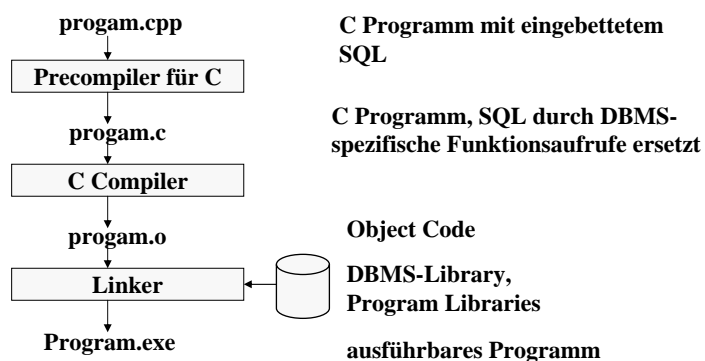 progam.cpp
C Programm mit eingebettetem
SQL
Precompiler für C
progam.c
C Programm, SQL durch DBMS-
spezifische Funktionsaufrufe ersetzt
C Compiler
progam.o
Object Code
Linker
DBMS-Library,
Program Libraries
Program.exe
ausführbares Programm